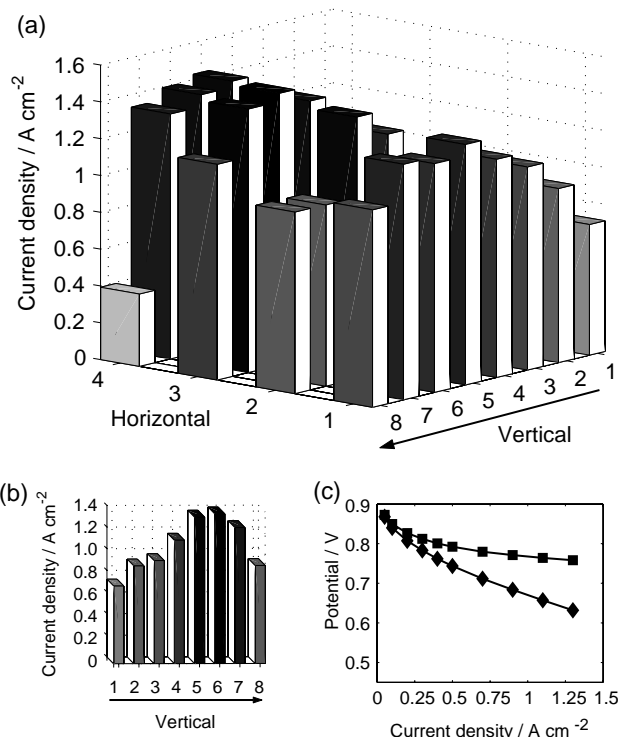 (a)
Current density / A cm-2
1.6
1.4
1.2
1
0.8
0.6
0.4
0.2
0
4
3
2
1
Horizontal
8
7
6
5
4
3
2
1
Vertical
(b)
Current density / A cm-2
1.4
1.2
1.0
0.8
0.6
0.4
0.2
0
1 2 3 4 5 6 7 8
Vertical
(c)
Potential / V
0.9
0.8
0.7
0.6
0.5
0 0.25 0.5 0.75 1 1.25 1.5
Current density / A cm -2